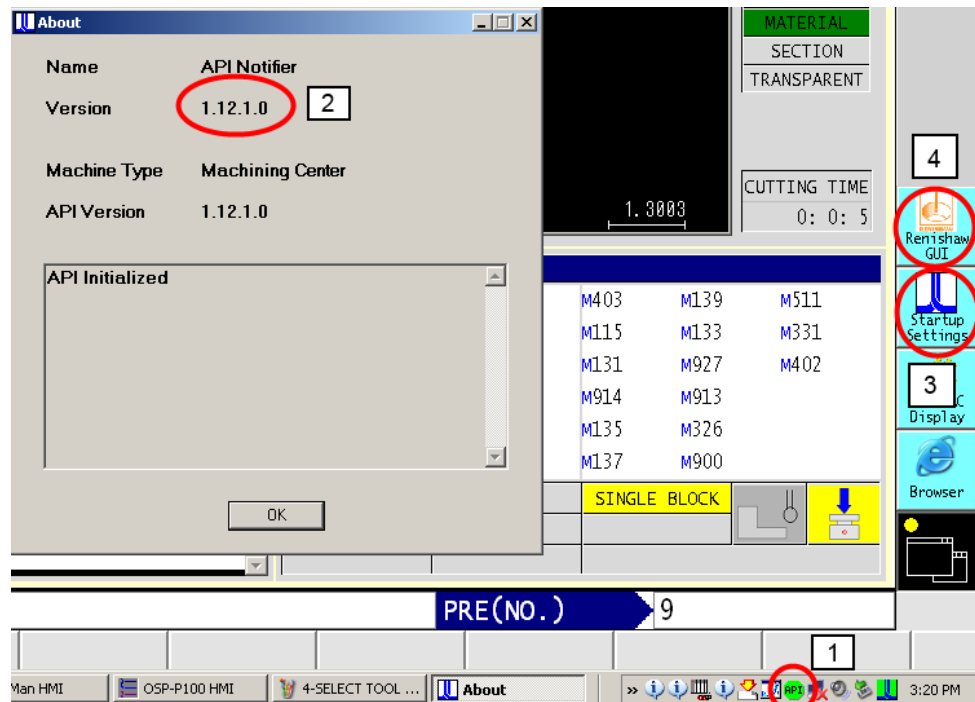 About
Name API Notifier
Version 1.12.1.0
2
Machine Type Machining Center
API Version 1.12.1.0
API Initialized
OK
MATERIAL
SECTION
TRANSPARENT
CUTTING TIME
0: 0: 5
1.3003
M403 M139 M511
M115 M133 M331
M131 M927 M402
M914 M913
M135 M326
M137 M900
SINGLE BLOCK
4
Renishaw
GUI
Startup
Settings
3
C
Display
Browser
PRE(NO.) 9
1
Man HMI OSP-P100 HMI 4-SELECT TOOL ... About » API 3:20 PM